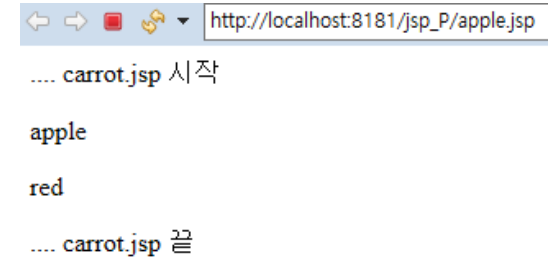 http://localhost:8181/jsp_P/apple.jsp
.... carrot.jsp 시작
apple
red
.... carrot.jsp 끝